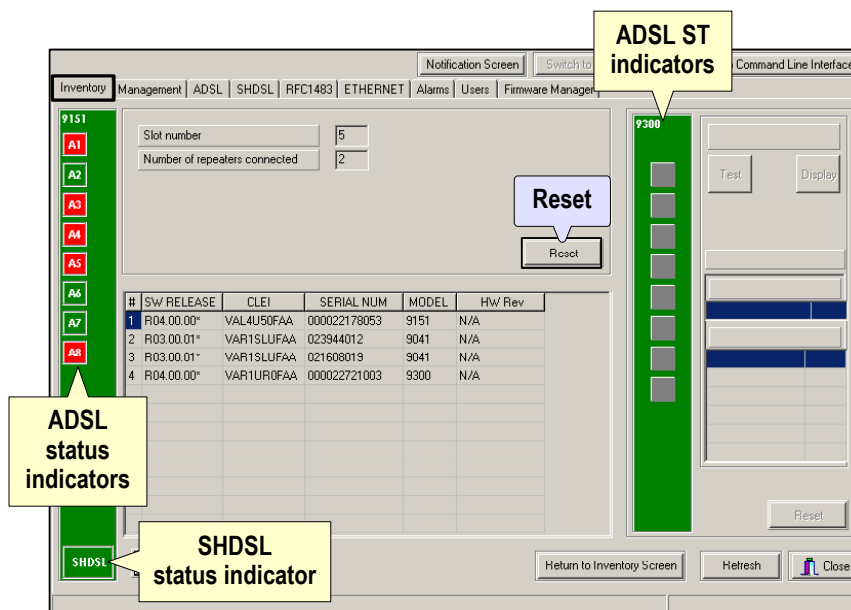 ADSL ST
indicators
Notification Screen
Switch to
Command Line Interface
Inventory Management ADSL SHDSL RFC1483 ETHERNET Alarms Users Firmware Manager
9151
A1
A2
A3
A4
A5
A6
A7
A8
SHDSL
Slot number 5
Number of repeaters connected 2
Reset
Reset
# SW RELEASE CLEI SERIAL NUM MODEL HW Rev
1 R04.00.00* VAL4U50FAA 000022178053 9151 N/A
2 R03.00.01* VAR1SLUFAA 023944012 9041 N/A
3 R03.00.01* VAR1SLUFAA 021608019 9041 N/A
4 R04.00.00* VAR1UR0FAA 000022721003 9300 N/A
ADSL
status
indicators
SHDSL
status indicator
9300
Test Display
Reset
Return to Inventory Screen Refresh Close